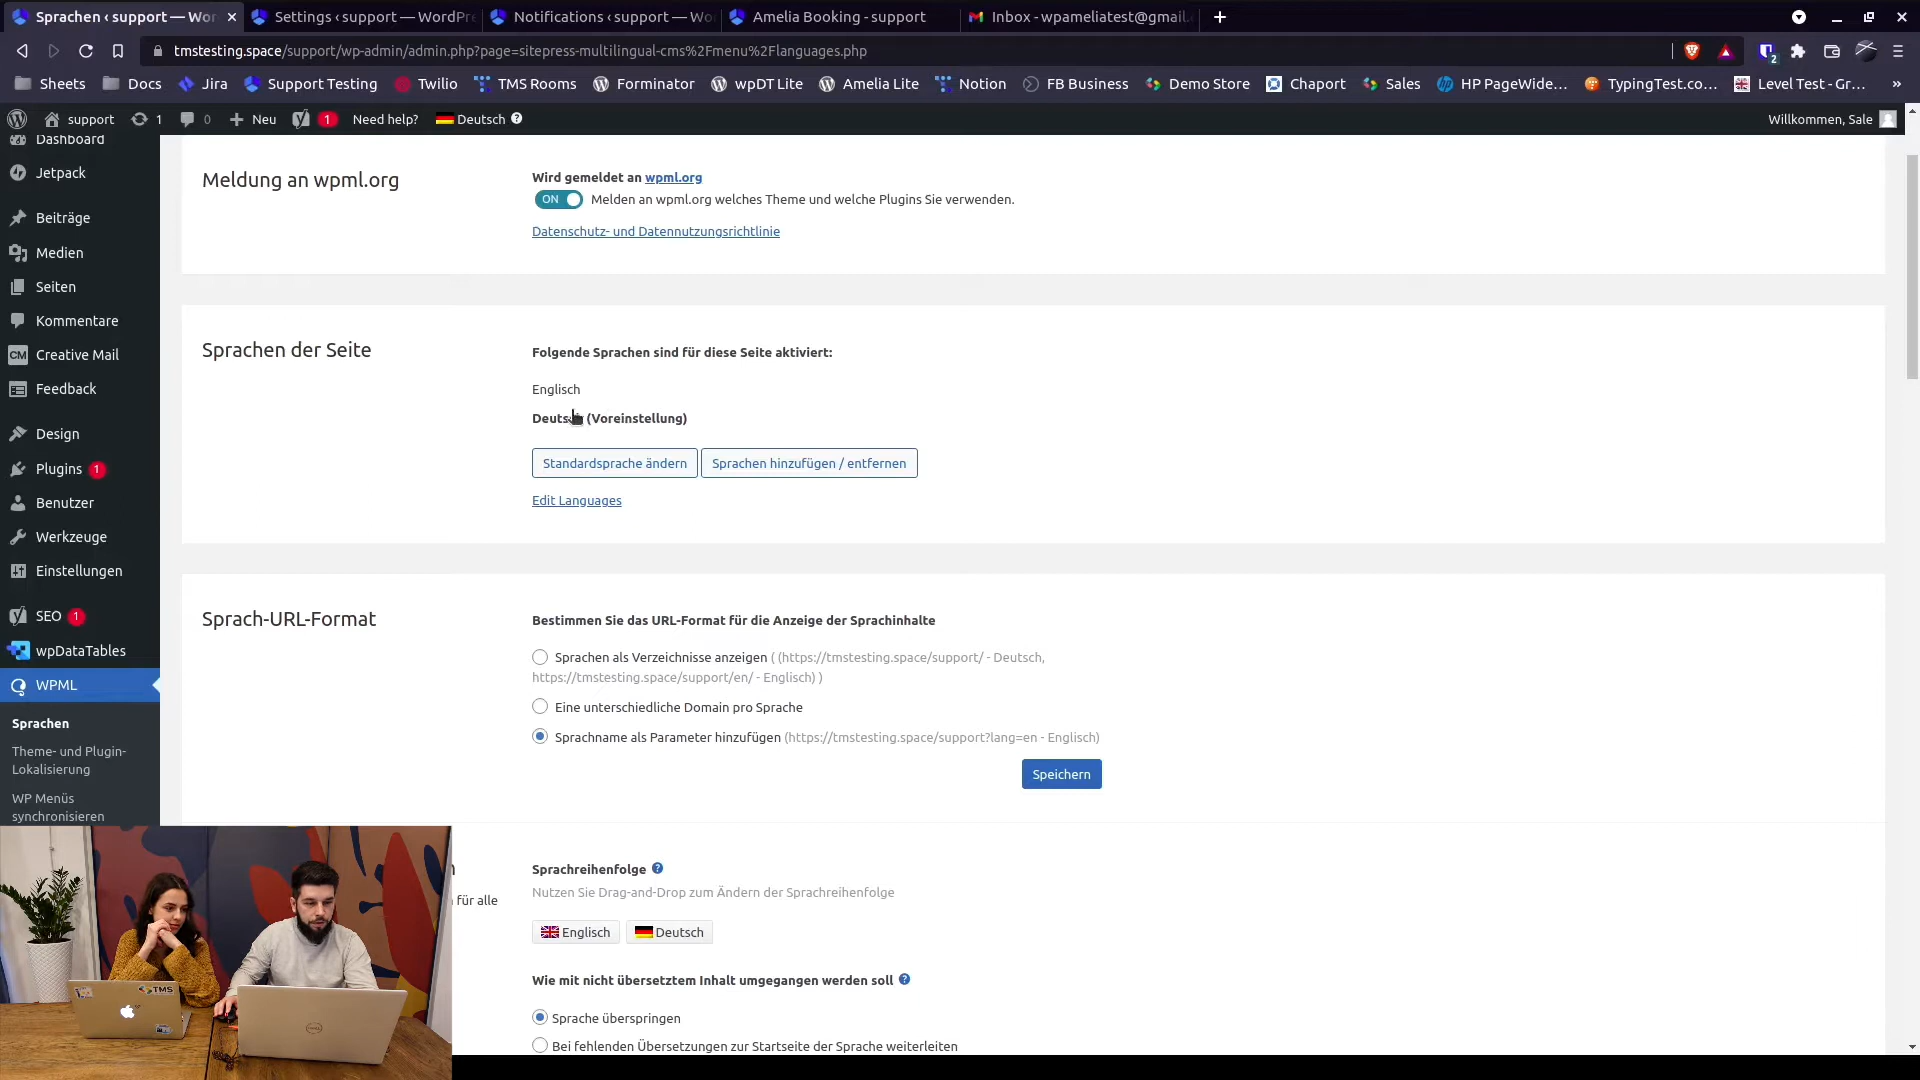 Sprachen ‹ support — Wor
Settings ‹ support — WordPre
Notifications ‹ support — Wo
Amelia Booking - support
Inbox - wpameliatest@gmail.
tmstesting.space/support/wp-admin/admin.php?page=sitepress-multilingual-cms%2Fmenu%2Flanguages.php
2
Sheets
Docs
Jira
Support Testing
Twilio
TMS Rooms
Forminator
wpDT Lite
Amelia Lite
Notion
FB Business
Demo Store
Chaport
Sales
HP PageWide…
TypingTest.co…
Level Test - Gr…
»
support
1
0
Neu
1
Need help?
Deutsch
Willkommen, Sale
Dashboard
Jetpack
Beiträge
Medien
Seiten
Kommentare
CM Creative Mail
Feedback
Design
Plugins 1
Benutzer
Werkzeuge
Einstellungen
SEO 1
wpDataTables
WPML
Sprachen
Theme- und Plugin-
Lokalisierung
WP Menüs
synchronisieren
Meldung an wpml.org
Wird gemeldet an wpml.org
ON Melden an wpml.org welches Theme und welche Plugins Sie verwenden.
Datenschutz- und Datennutzungsrichtlinie
Sprachen der Seite
Folgende Sprachen sind für diese Seite aktiviert:
Englisch
Deutsch (Voreinstellung)
Standardsprache ändern
Sprachen hinzufügen / entfernen
Edit Languages
Sprach-URL-Format
Bestimmen Sie das URL-Format für die Anzeige der Sprachinhalte
Sprachen als Verzeichnisse anzeigen ( (https://tmstesting.space/support/ - Deutsch,
https://tmstesting.space/support/en/ - Englisch) )
Eine unterschiedliche Domain pro Sprache
Sprachname als Parameter hinzufügen (https://tmstesting.space/support?lang=en - Englisch)
Speichern
für alle
Sprachreihenfolge
Nutzen Sie Drag-and-Drop zum Ändern der Sprachreihenfolge
Englisch
Deutsch
Wie mit nicht übersetztem Inhalt umgegangen werden soll
Sprache überspringen
Bei fehlenden Übersetzungen zur Startseite der Sprache weiterleiten
TMS
DELL